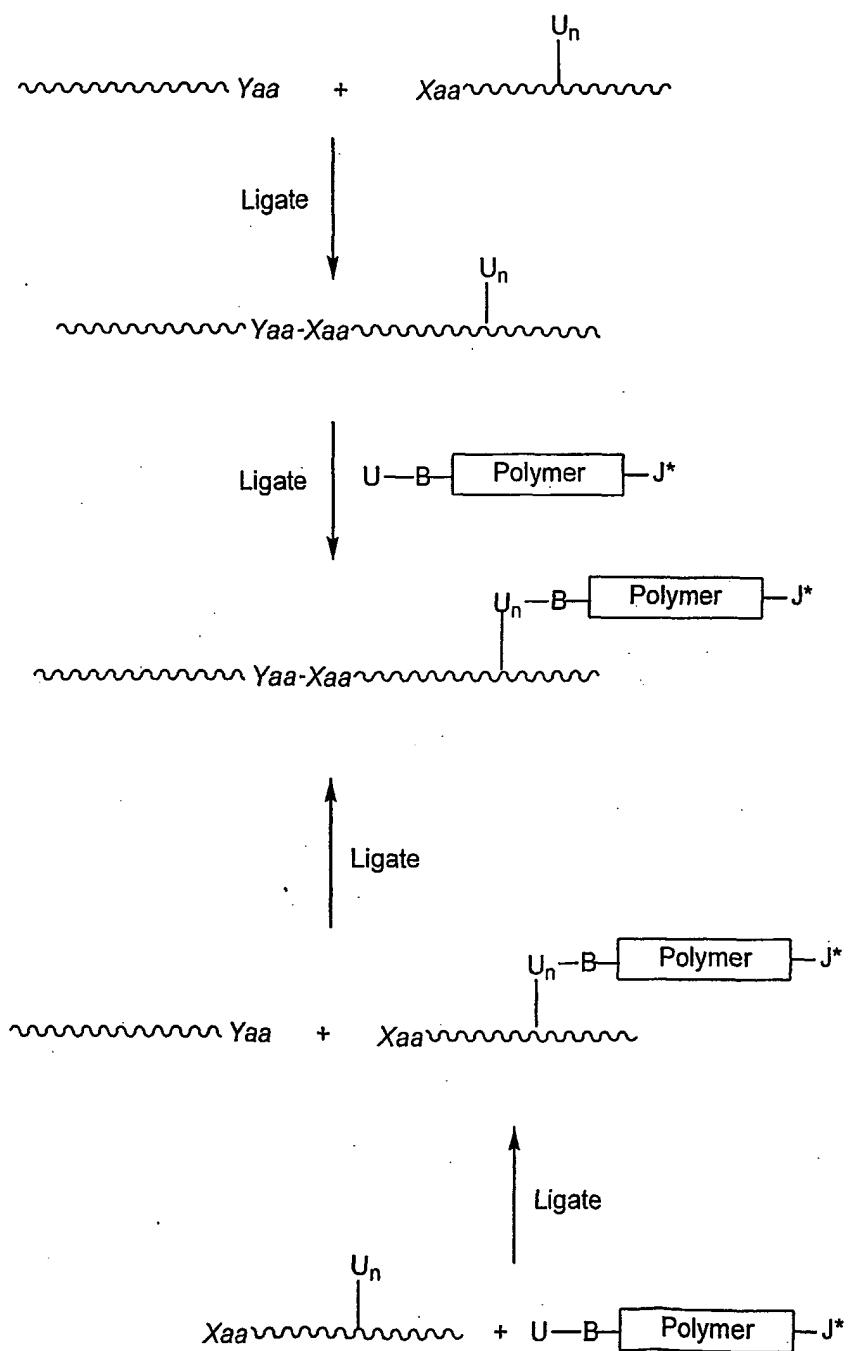 Uₙ
Yaa + Xaa
Ligate
Uₙ
Yaa-Xaa
Ligate U—B—Polymer—J*
Uₙ—B—Polymer—J*
Yaa-Xaa
Ligate
Uₙ—B—Polymer—J*
Yaa + Xaa
Ligate
Uₙ
Xaa + U—B—Polymer—J*